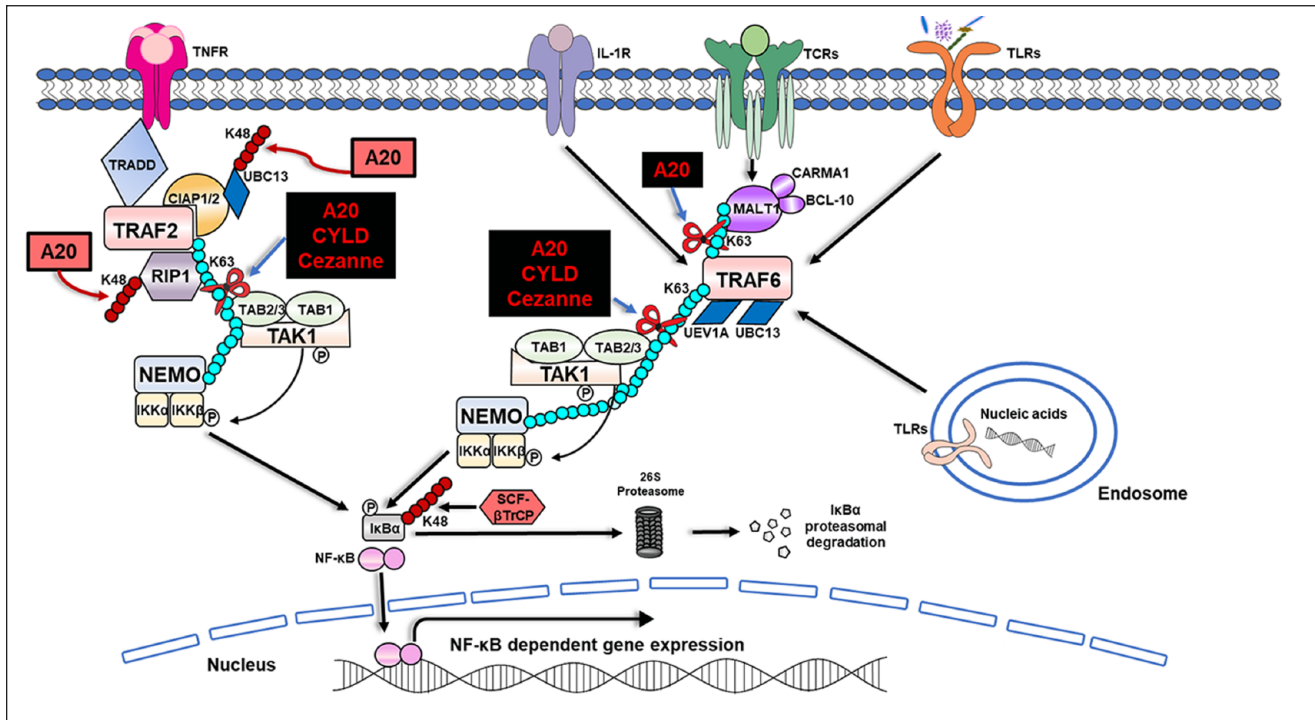 TNFR
IL-1R
TCRs
TLRs
K48
A20
TRADD
UBC13
CIAP1/2
TRAF2
A20
CYLD
Cezanne
A20
K63
RIP1
K48
TAB2/3
TAB1
TAK1
P
NEMO
IKKα
IKKβ
P
A20
CARMA1
BCL-10
MALT1
K63
A20
CYLD
Cezanne
K63
TRAF6
UEV1A
UBC13
TAB1
TAB2/3
TAK1
P
NEMO
IKKα
IKKβ
P
Nucleic acids
TLRs
Endosome
P
IκBα
K48
SCF-
βTrCP
26S
Proteasome
IκBα
proteasomal
degradation
NF-κB
Nucleus
NF-κB dependent gene expression